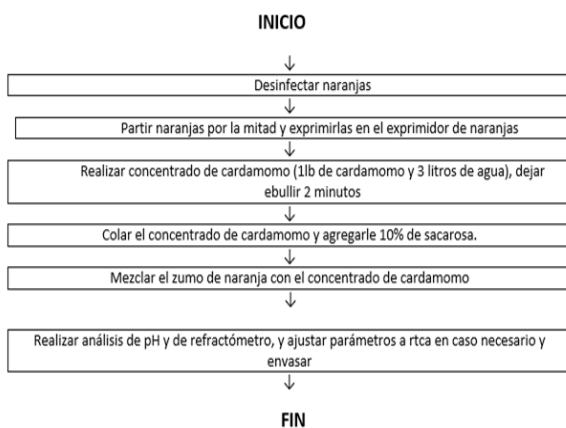 INICIO
Desinfectar naranjas
Partir naranjas por la mitad y exprimirlas en el exprimidor de naranjas
Realizar concentrado de cardamomo (1lb de cardamomo y 3 litros de agua), dejar
ebullir 2 minutos
Colar el concentrado de cardamomo y agregarle 10% de sacarosa.
Mezclar el zumo de naranja con el concentrado de cardamomo
Realizar análisis de pH y de refractómetro, y ajustar parámetros a rtca en caso necesario y
envasar
FIN